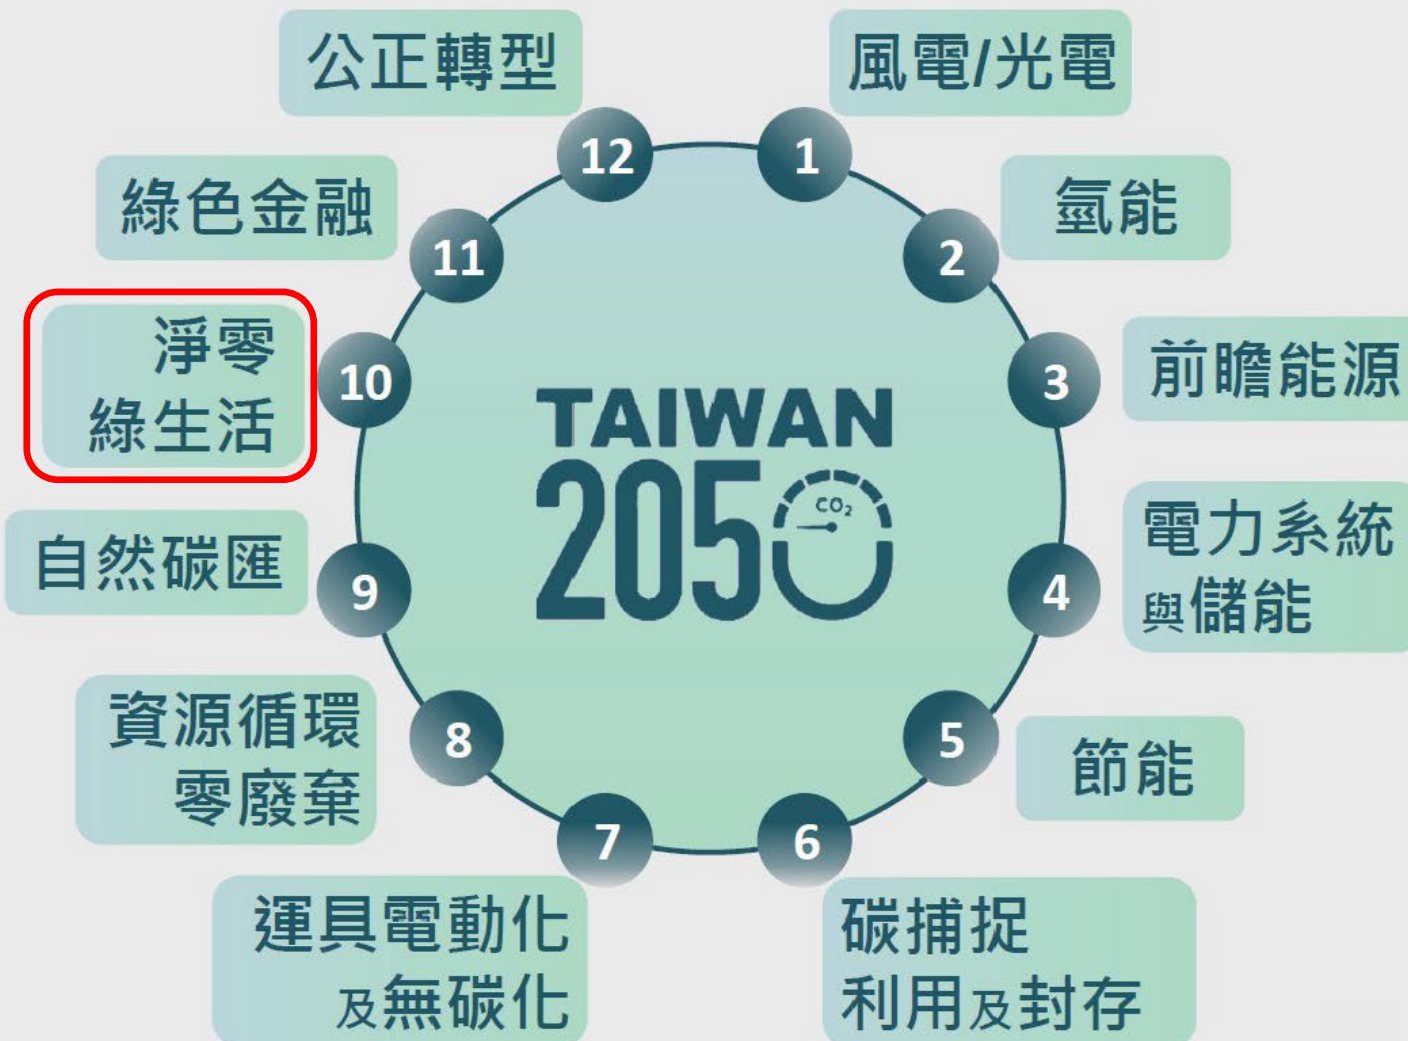 公正轉型
12
1
風電/光電
綠色金融
11
2
氫能
淨零
綠生活
10
3
前瞻能源
TAIWAN
2050
CO₂
自然碳匯
9
4
電力系統
與儲能
資源循環
零廢棄
8
5
節能
7
6
運具電動化
及無碳化
碳捕捉
利用及封存